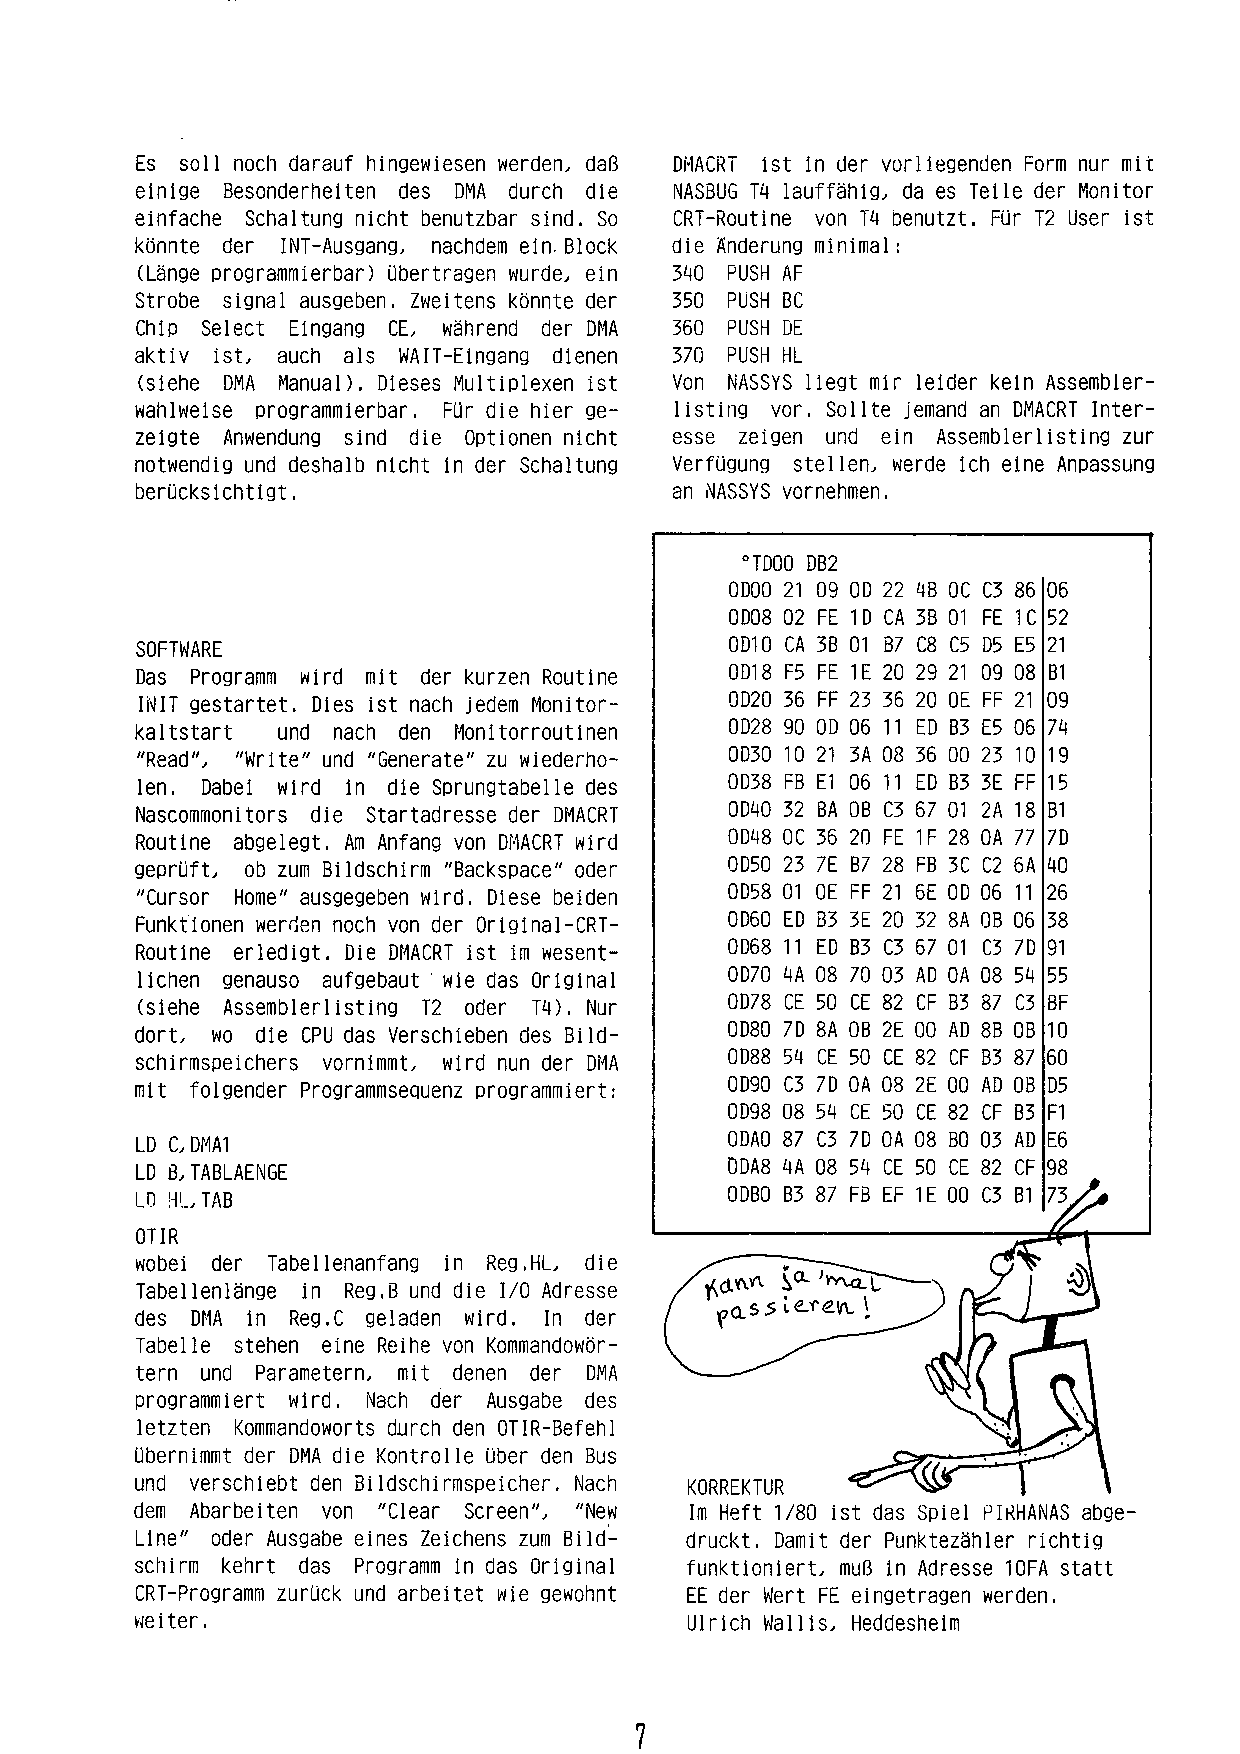 Es soll noch darauf hingewiesen werden, daß
einige Besonderheiten des DMA durch die
einfache Schaltung nicht benutzbar sind. So
könnte der INT-Ausgang, nachdem ein Block
(Länge programmierbar) übertragen wurde, ein
Strobe signal ausgeben. Zweitens könnte der
Chip Select Eingang CE, während der DMA
aktiv ist, auch als WAIT-Eingang dienen
(siehe DMA Manual). Dieses Multiplexen ist
wahlweise programmierbar. Für die hier ge-
zeigte Anwendung sind die Optionen nicht
notwendig und deshalb nicht in der Schaltung
berücksichtigt.
SOFTWARE
Das Programm wird mit der kurzen Routine
INIT gestartet. Dies ist nach jedem Monitor-
kaltstart und nach den Monitorroutinen
"Read", "Write" und "Generate" zu wiederho-
len. Dabei wird in die Sprungtabelle des
Nascommonitors die Startadresse der DMACRT
Routine abgelegt. Am Anfang von DMACRT wird
geprüft, ob zum Bildschirm "Backspace" oder
"Cursor Home" ausgegeben wird. Diese beiden
Funktionen werden noch von der Original-CRT-
Routine erledigt. Die DMACRT ist im wesent-
lichen genauso aufgebaut wie das Original
(siehe Assemblerlisting T2 oder T4). Nur
dort, wo die CPU das Verschieben des Bild-
schirmspeichers vornimmt, wird nun der DMA
mit folgender Programmsequenz programmiert:
LD C,DMA1
LD B,TABLAENGE
LD HL,TAB
OTIR
wobei der Tabellenanfang in Reg.HL, die
Tabellenlänge in Reg.B und die I/O Adresse
des DMA in Reg.C geladen wird. In der
Tabelle stehen eine Reihe von Kommandowör-
tern und Parametern, mit denen der DMA
programmiert wird. Nach der Ausgabe des
letzten Kommandoworts durch den OTIR-Befehl
übernimmt der DMA die Kontrolle über den Bus
und verschiebt den Bildschirmspeicher. Nach
dem Abarbeiten von "Clear Screen", "New
Line" oder Ausgabe eines Zeichens zum Bild-
schirm kehrt das Programm in das Original
CRT-Programm zurück und arbeitet wie gewohnt
weiter.
DMACRT ist in der vorliegenden Form nur mit
NASBUG T4 lauffähig, da es Teile der Monitor
CRT-Routine von T4 benutzt. Für T2 User ist
die Änderung minimal:
340 PUSH AF
350 PUSH BC
360 PUSH DE
370 PUSH HL
Von NASSYS liegt mir leider kein Assembler-
listing vor. Sollte jemand an DMACRT Inter-
esse zeigen und ein Assemblerlisting zur
Verfügung stellen, werde ich eine Anpassung
an NASSYS vornehmen.
°TD00 DB2
0D00 21 09 0D 22 4B 0C C3 86 06
0D08 02 FE 1D CA 3B 01 FE 1C 52
0D10 CA 3B 01 B7 C8 C5 D5 E5 21
0D18 F5 FE 1E 20 29 21 09 08 B1
0D20 36 FF 23 36 20 0E FF 21 09
0D28 90 0D 06 11 ED B3 E5 06 74
0D30 10 21 3A 08 36 00 23 10 19
0D38 FB E1 06 11 ED B3 3E FF 15
0D40 32 BA 0B C3 67 01 2A 18 B1
0D48 0C 36 20 FE 1F 28 0A 77 7D
0D50 23 7E B7 28 FB 3C C2 6A 40
0D58 01 0E FF 21 6E 0D 06 11 26
0D60 ED B3 3E 20 32 8A 0B 06 38
0D68 11 ED B3 C3 67 01 C3 7D 91
0D70 4A 08 70 03 AD 0A 08 54 55
0D78 CE 50 CE 82 CF B3 87 C3 BF
0D80 7D 8A 0B 2E 00 AD 8B 0B 10
0D88 54 CE 50 CE 82 CF B3 87 60
0D90 C3 7D 0A 08 2E 00 AD 0B D5
0D98 08 54 CE 50 CE 82 CF B3 F1
0DA0 87 C3 7D 0A 08 B0 03 AD E6
0DA8 4A 08 54 CE 50 CE 82 CF 98
0DB0 B3 87 FB EF 1E 00 C3 B1 73
Kann ja 'mal
passieren!
KORREKTUR
Im Heft 1/80 ist das Spiel PIRHANAS abge-
druckt. Damit der Punktezähler richtig
funktioniert, muß in Adresse 10FA statt
EE der Wert FE eingetragen werden.
Ulrich Wallis, Heddesheim
7